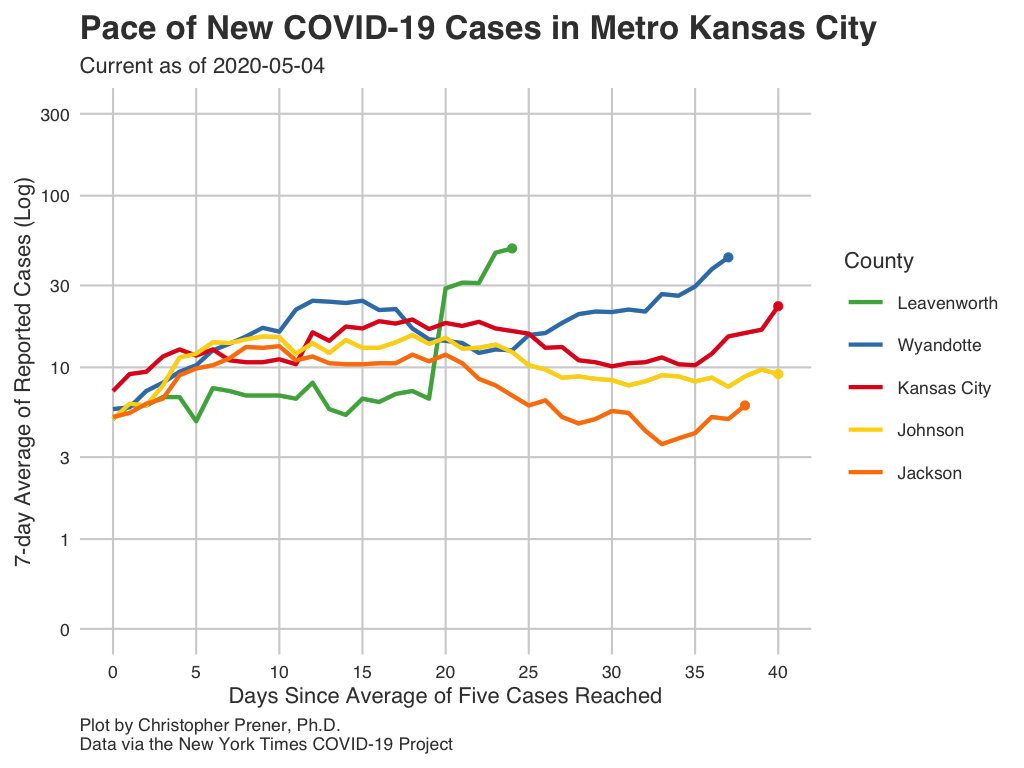 Pace of New COVID-19 Cases in Metro Kansas City
Current as of 2020-05-04
7-day Average of Reported Cases (Log)
300
100
30
10
3
1
0
0 5 10 15 20 25 30 35 40
Days Since Average of Five Cases Reached
County
Leavenworth
Wyandotte
Kansas City
Johnson
Jackson
Plot by Christopher Prener, Ph.D.
Data via the New York Times COVID-19 Project